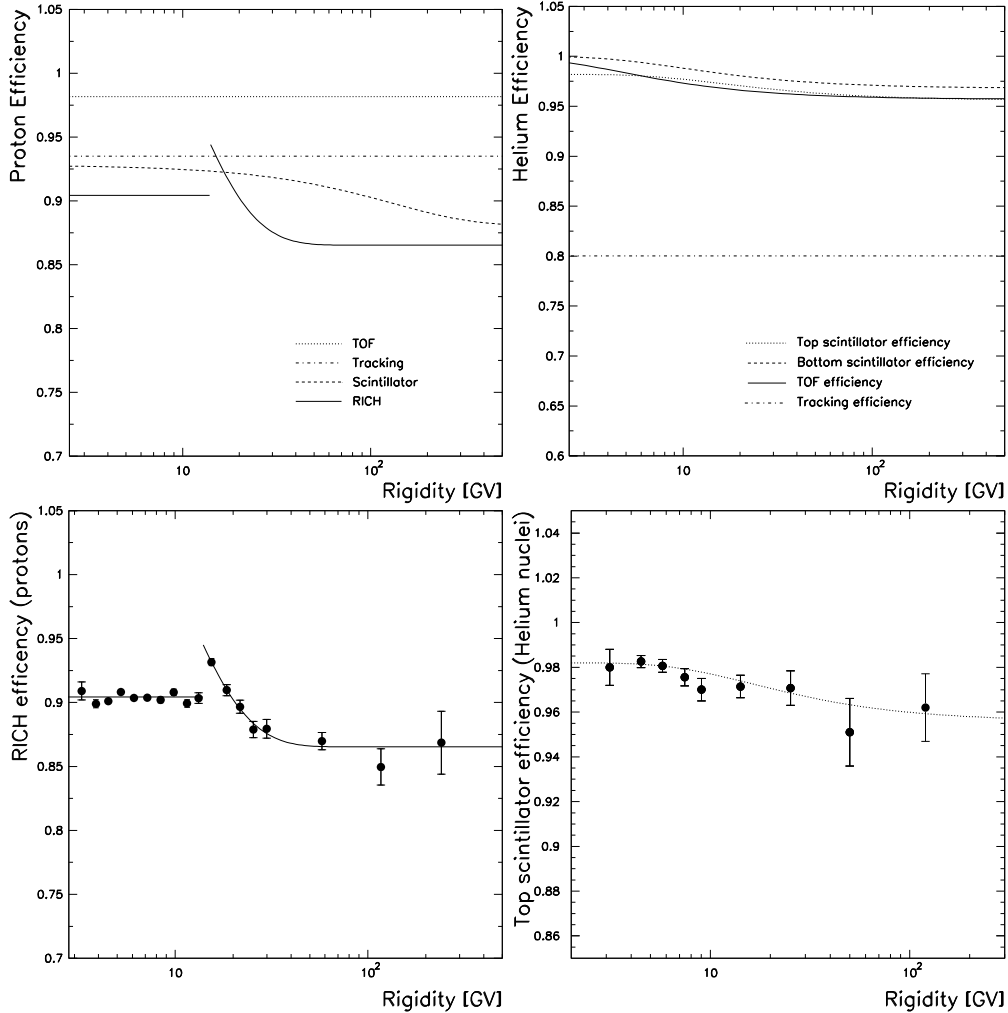 Proton Efficiency
1.05
1
0.95
0.9
0.85
0.8
0.75
0.7
TOF
Tracking
Scintillator
RICH
10
10²
Rigidity [GV]
Helium Efficiency
1.05
1
0.95
0.9
0.85
0.8
0.75
0.7
0.65
0.6
Top scintillator efficiency
Bottom scintillator efficiency
TOF efficiency
Tracking efficiency
10
10²
Rigidity [GV]
RICH efficency (protons)
1.05
1
0.95
0.9
0.85
0.8
0.75
0.7
10
10²
Rigidity [GV]
Top scintillator efficiency (Helium nuclei)
1.04
1.02
1
0.98
0.96
0.94
0.92
0.9
0.88
0.86
10
10²
Rigidity [GV]